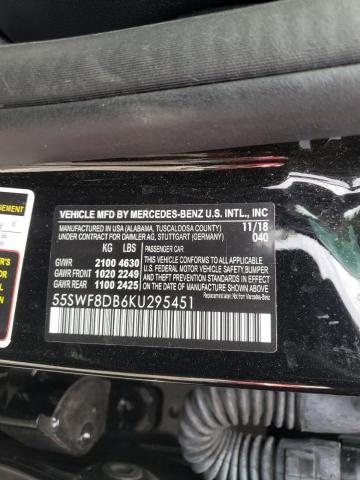 AGEMENT
VEHICLE MFD BY MERCEDES-BENZ U.S. INTL., INC
MANUFACTURED IN USA (ALABAMA, TUSCALOOSA COUNTY) 11/18
UNDER CONTRACT FOR DAIMLER AG, STUTTGART (GERMANY) 040
KG LBS PASSENGER CAR
GVWR 2100 4630 THIS VEHICLE CONFORMS TO ALL APPLICABLE
GAWR FRONT 1020 2249 U.S. FEDERAL MOTOR VEHICLE SAFETY,BUMPER
GAWR REAR 1100 2425 AND THEFT PREVENTION STANDARDS IN EFFECT
ON THE DATE OF MANUFACTURE SHOWN ABOVE.
55SWF8DB6KU295451